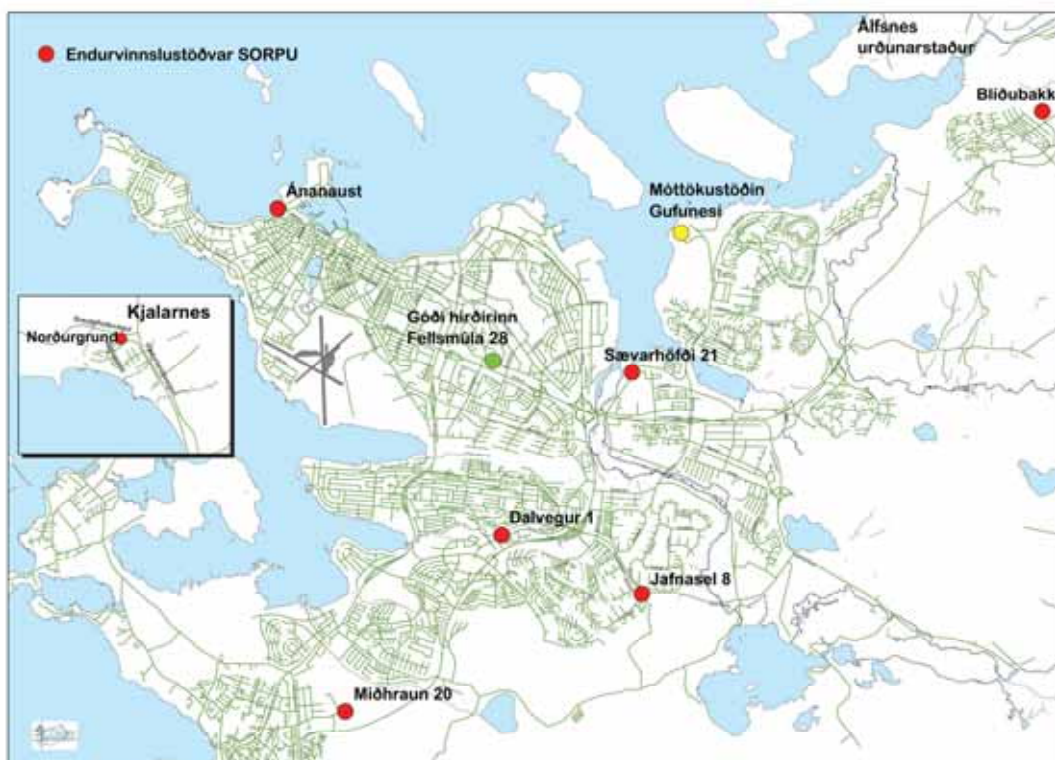 Endurvinnslustöðvar SORPU
Álfsnes
urðunarstaður
Blíðubakk
Ánanaust
Móttökustöðin
Gufunesi
Kjalarnes
Norðurgrund
Góði hirðirinn
Fellsmúla 28
Sævarhöfði 21
Dalvegur 1
Jafnasel 8
Miðhraun 20